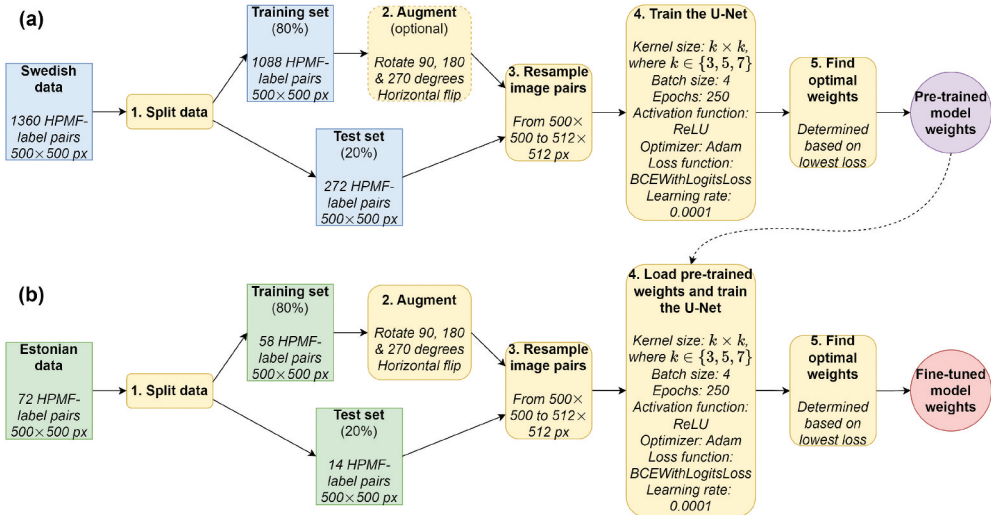 (a)
Swedish
data
1360 HPMF-
label pairs
500×500 px
1. Split data
Training set
(80%)
1088 HPMF-
label pairs
500×500 px
Test set
(20%)
272 HPMF-
label pairs
500×500 px
2. Augment
(optional)
Rotate 90, 180
& 270 degrees
Horizontal flip
3. Resample
image pairs
From 500×
500 to 512×
512 px
4. Train the U-Net
Kernel size: k × k,
where k ∈ {3, 5, 7}
Batch size: 4
Epochs: 250
Activation function:
ReLU
Optimizer: Adam
Loss function:
BCEWithLogitsLoss
Learning rate:
0.0001
5. Find
optimal
weights
Determined
based on
lowest loss
Pre-trained
model
weights
(b)
Estonian
data
72 HPMF-
label pairs
500×500 px
1. Split data
Training set
(80%)
58 HPMF-
label pairs
500×500 px
Test set
(20%)
14 HPMF-
label pairs
500×500 px
2. Augment
Rotate 90, 180
& 270 degrees
Horizontal flip
3. Resample
image pairs
From 500×
500 to 512×
512 px
4. Load pre-trained
weights and train
the U-Net
Kernel size: k × k,
where k ∈ {3, 5, 7}
Batch size: 4
Epochs: 250
Activation function:
ReLU
Optimizer: Adam
Loss function:
BCEWithLogitsLoss
Learning rate:
0.0001
5. Find
optimal
weights
Determined
based on
lowest loss
Fine-tuned
model
weights